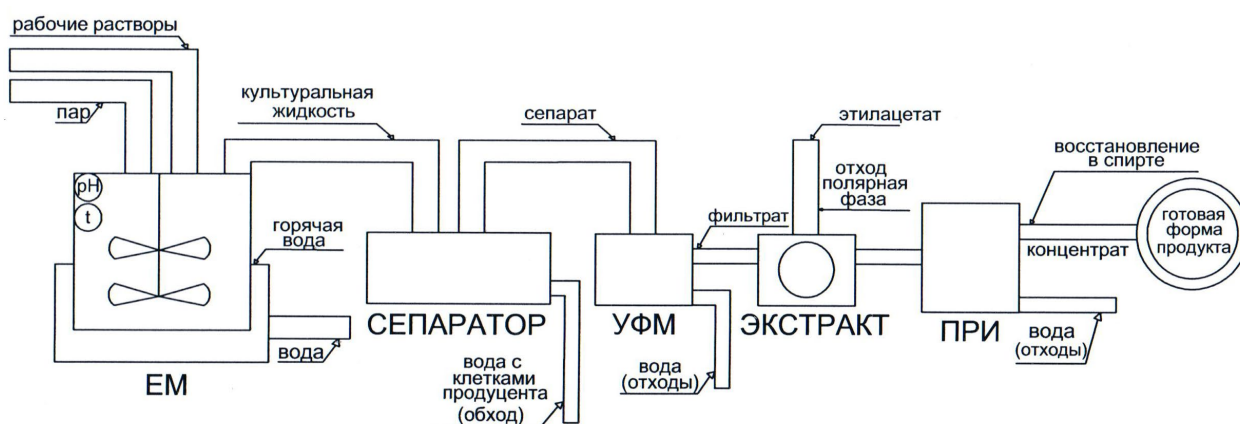 рабочие растворы
пар
pH
t
культуральная
жидкость
горячая
вода
вода
ЕМ
СЕПАРАТОР
вода с
клетками
продуцента
(обход)
сепарат
УФМ
вода
(отходы)
фильтрат
этилацетат
отход
полярная
фаза
ЭКСТРАКТ
ПРИ
восстановление
в спирте
концентрат
готовая
форма
продукта
вода
(отходы)